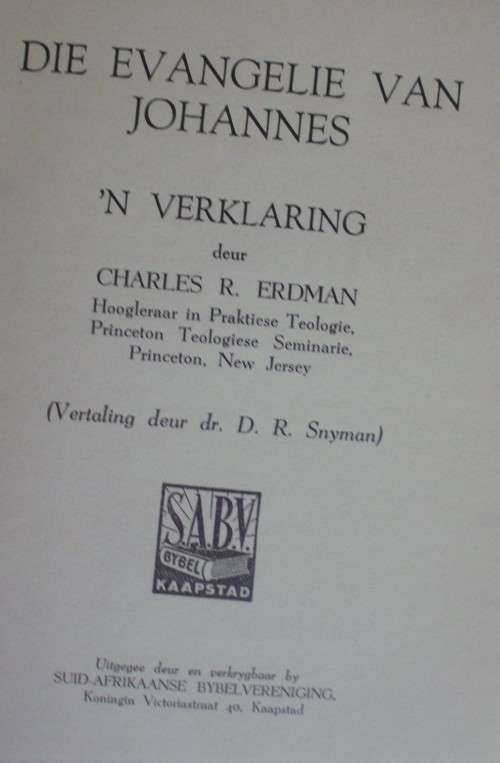 DIE EVANGELIE VAN
JOHANNES
'N VERKLARING
deur
CHARLES R. ERDMAN
Hoogleraar in Praktiese Teologie,
Princeton Teologiese Seminarie,
Princeton, New Jersey
(Vertaling deur dr. D. R. Snyman)
S.A.B.V.
BYBEL
KAAPSTAD
Uitgegee deur en verkrygbaar by
SUID-AFRIKAANSE BYBELVERENIGING,
Koningin Victoriastraat 40, Kaapstad